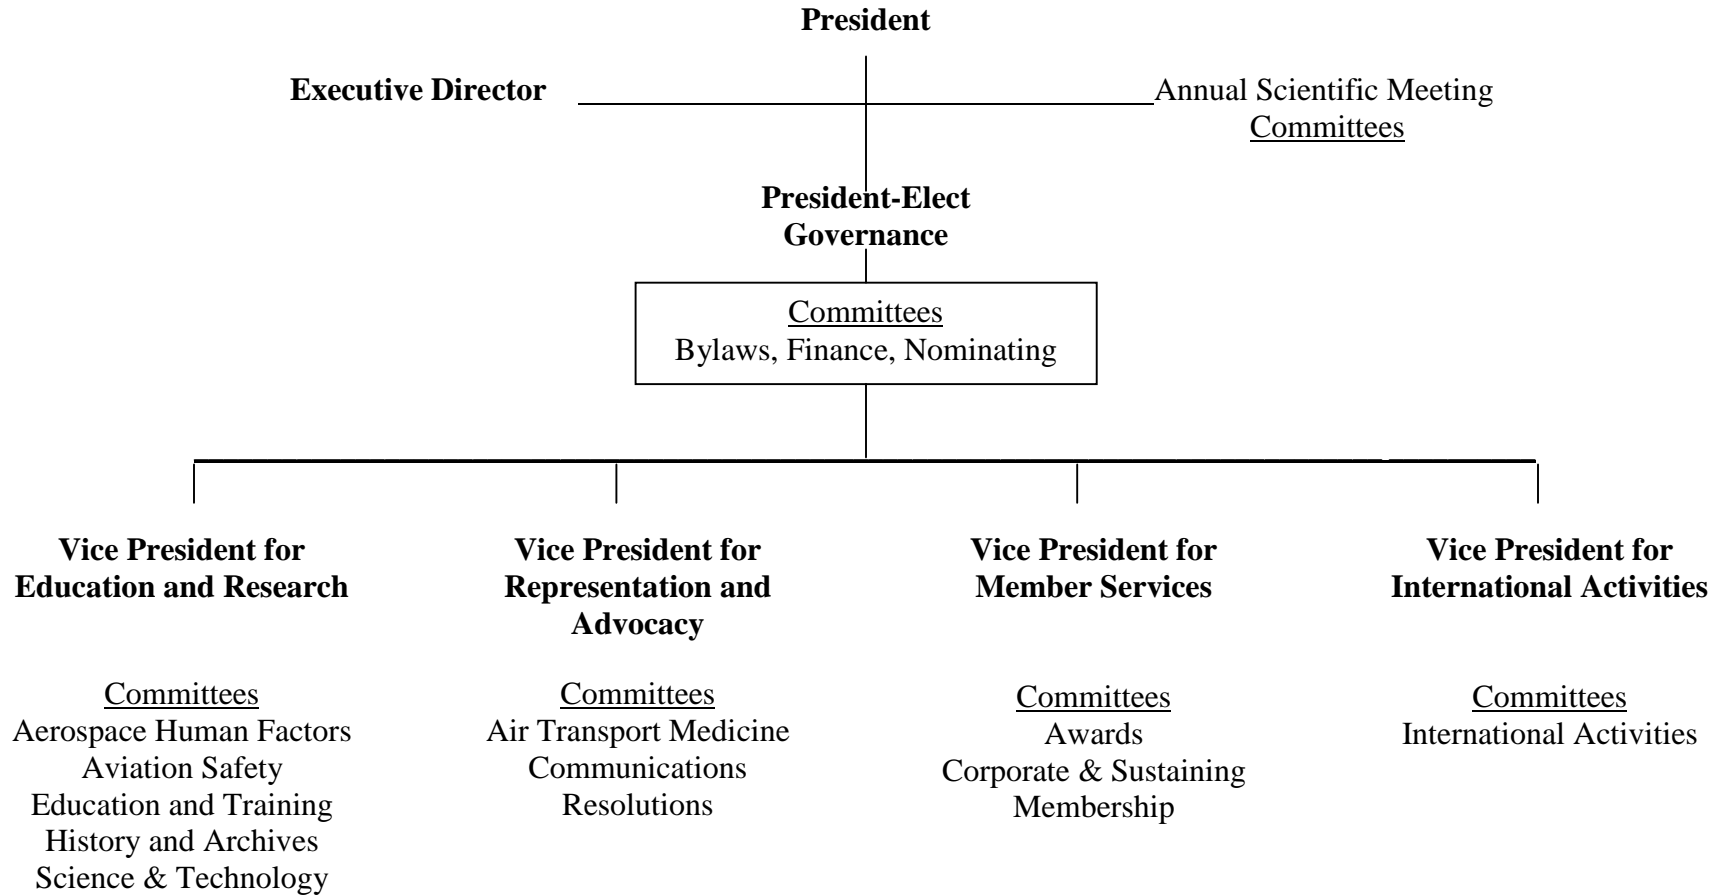 President
Executive Director
Annual Scientific Meeting
Committees
President-Elect
Governance
Committees
Bylaws, Finance, Nominating
Vice President for
Education and Research
Committees
Aerospace Human Factors
Aviation Safety
Education and Training
History and Archives
Science & Technology
Vice President for
Representation and
Advocacy
Committees
Air Transport Medicine
Communications
Resolutions
Vice President for
Member Services
Committees
Awards
Corporate & Sustaining
Membership
Vice President for
International Activities
Committees
International Activities